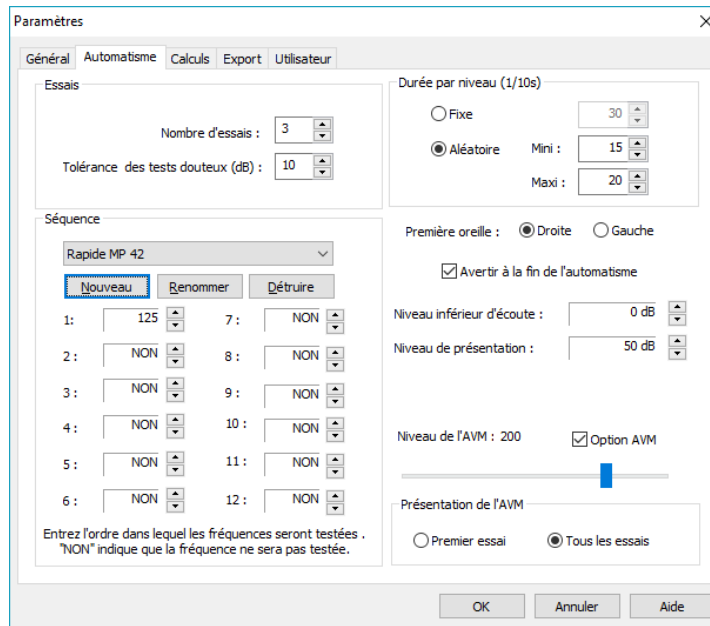 Paramètres
Général Automatisme Calculs Export Utilisateur
Essais
Nombre d'essais : 3
Tolérance des tests douteux (dB) : 10
Durée par niveau (1/10s)
Fixe 30
Aléatoire Mini : 15
Maxi : 20
Séquence
Rapide MP 42
Nouveau Renommer Détruire
1: 125 7 : NON
2 : NON 8 : NON
3 : NON 9 : NON
4 : NON 10 : NON
5 : NON 11 : NON
6 : NON 12 : NON
Entrez l'ordre dans lequel les fréquences seront testées .
"NON" indique que la fréquence ne sera pas testée.
Première oreille : Droite Gauche
Avertir à la fin de l'automatisme
Niveau inférieur d'écoute : 0 dB
Niveau de présentation : 50 dB
Niveau de l'AVM : 200 Option AVM
Présentation de l'AVM
Premier essai Tous les essais
OK Annuler Aide